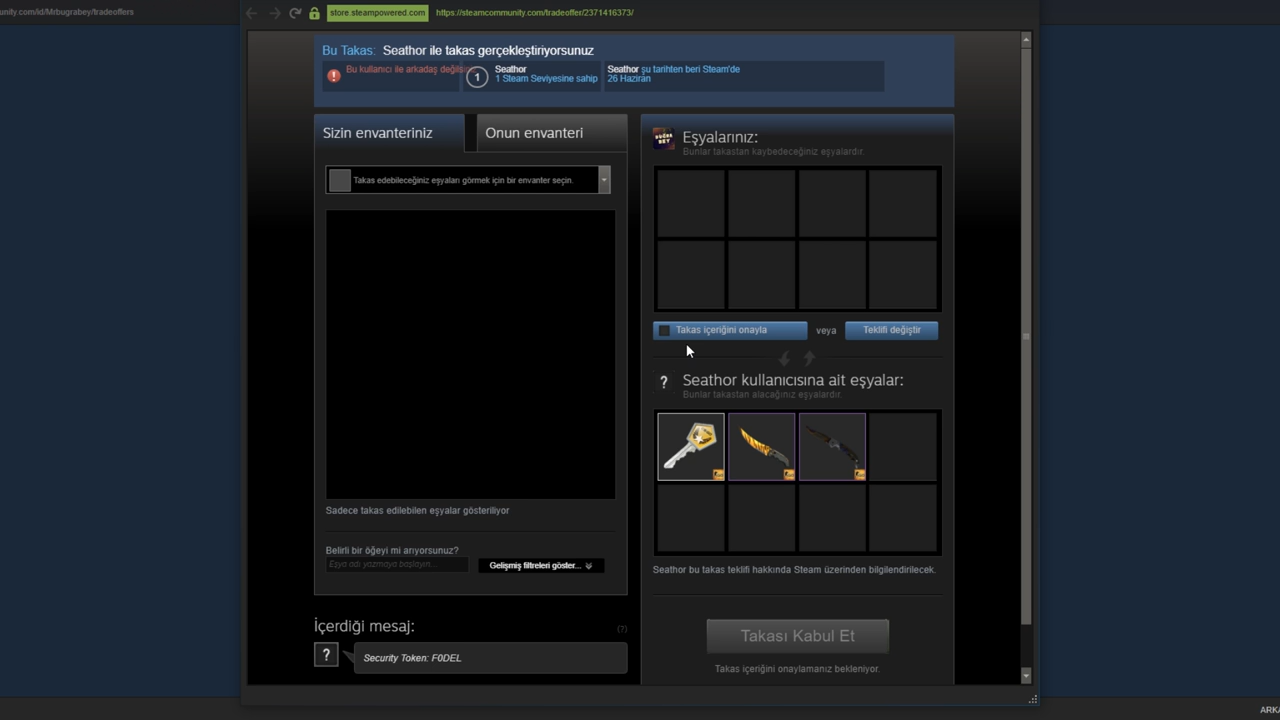 nity.com/id/Mrbugrabey/tradeoffers
store.steampowered.com https://steamcommunity.com/tradeoffer/2371416373/
Bu Takas: Seathor ile takas gerçekleştiriyorsunuz
Bu kullanıcı ile arkadaş değilsiniz
1
Seathor
1 Steam Seviyesine sahip
Seathor şu tarihten beri Steam'de
26 Haziran
Sizin envanteriniz
Onun envanteri
Takas edebileceğiniz eşyaları görmek için bir envanter seçin.
Sadece takas edilebilen eşyalar gösteriliyor
Belirli bir öğeyi mi arıyorsunuz?
Eşya adı yazmaya başlayın...
Gelişmiş filtreleri göster...
İçerdiği mesaj:
(?)
?
Security Token: F0DEL
Eşyalarınız:
Bunlar takastan kaybedeceğiniz eşyalardır.
Takas içeriğini onayla
veya
Teklifi değiştir
?
Seathor kullanıcısına ait eşyalar:
Bunlar takastan alacağınız eşyalardır.
Seathor bu takas teklifi hakkında Steam üzerinden bilgilendirilecek.
Takası Kabul Et
Takas içeriğini onaylamanız bekleniyor.
ARKA